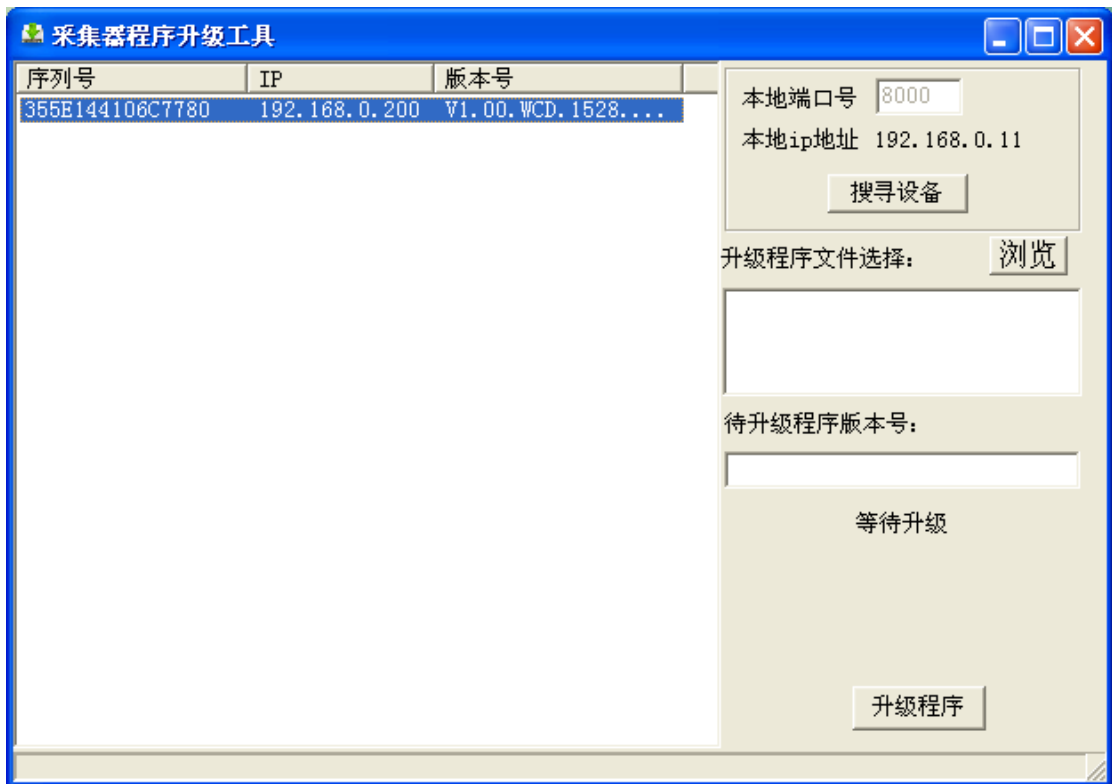 采集器程序升级工具
序列号 IP 版本号
355E144106C7780 192.168.0.200 V1.00.WCD.1528....
本地端口号 8000
本地ip地址 192.168.0.11
搜寻设备
升级程序文件选择: 浏览
待升级程序版本号:
等待升级
升级程序